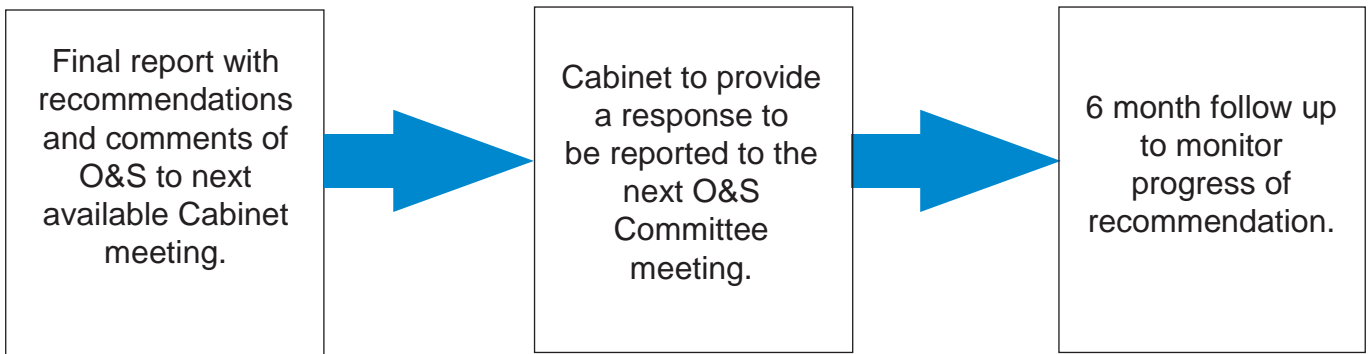 Final report with
recommendations
and comments of
O&S to next
available Cabinet
meeting.
Cabinet to provide
a response to
be reported to the
next O&S
Committee
meeting.
6 month follow up
to monitor
progress of
recommendation.